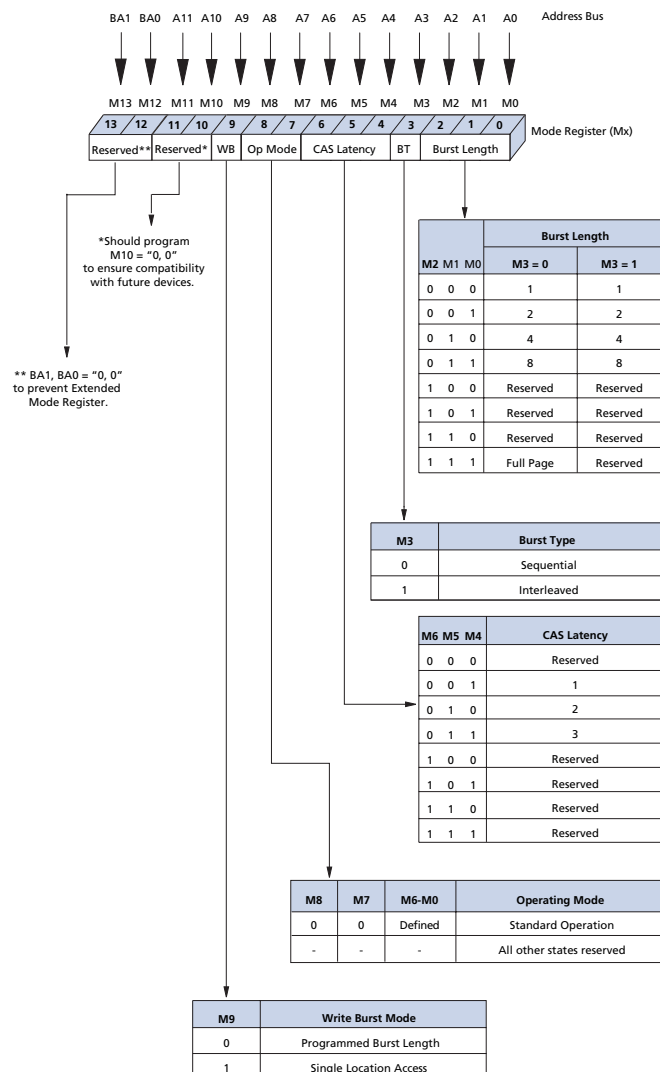 BA1 BA0 A11 A10 A9 A8 A7 A6 A5 A4 A3 A2 A1 A0 Address Bus
M13 M12 M11 M10 M9 M8 M7 M6 M5 M4 M3 M2 M1 M0
13 12 11 10 9 8 7 6 5 4 3 2 1 0
Mode Register (Mx)
Reserved** Reserved* WB Op Mode CAS Latency BT Burst Length
*Should program
M10 = “0, 0”
to ensure compatibility
with future devices.
** BA1, BA0 = “0, 0”
to prevent Extended
Mode Register.
Burst Length
M2 M1 M0 M3 = 0 M3 = 1
0 0 0 1 1
0 0 1 2 2
0 1 0 4 4
0 1 1 8 8
1 0 0 Reserved Reserved
1 0 1 Reserved Reserved
1 1 0 Reserved Reserved
1 1 1 Full Page Reserved
M3 Burst Type
0 Sequential
1 Interleaved
M6 M5 M4 CAS Latency
0 0 0 Reserved
0 0 1 1
0 1 0 2
0 1 1 3
1 0 0 Reserved
1 0 1 Reserved
1 1 0 Reserved
1 1 1 Reserved
M8 M7 M6-M0 Operating Mode
0 0 Defined Standard Operation
- - - All other states reserved
M9 Write Burst Mode
0 Programmed Burst Length
1 Single Location Access